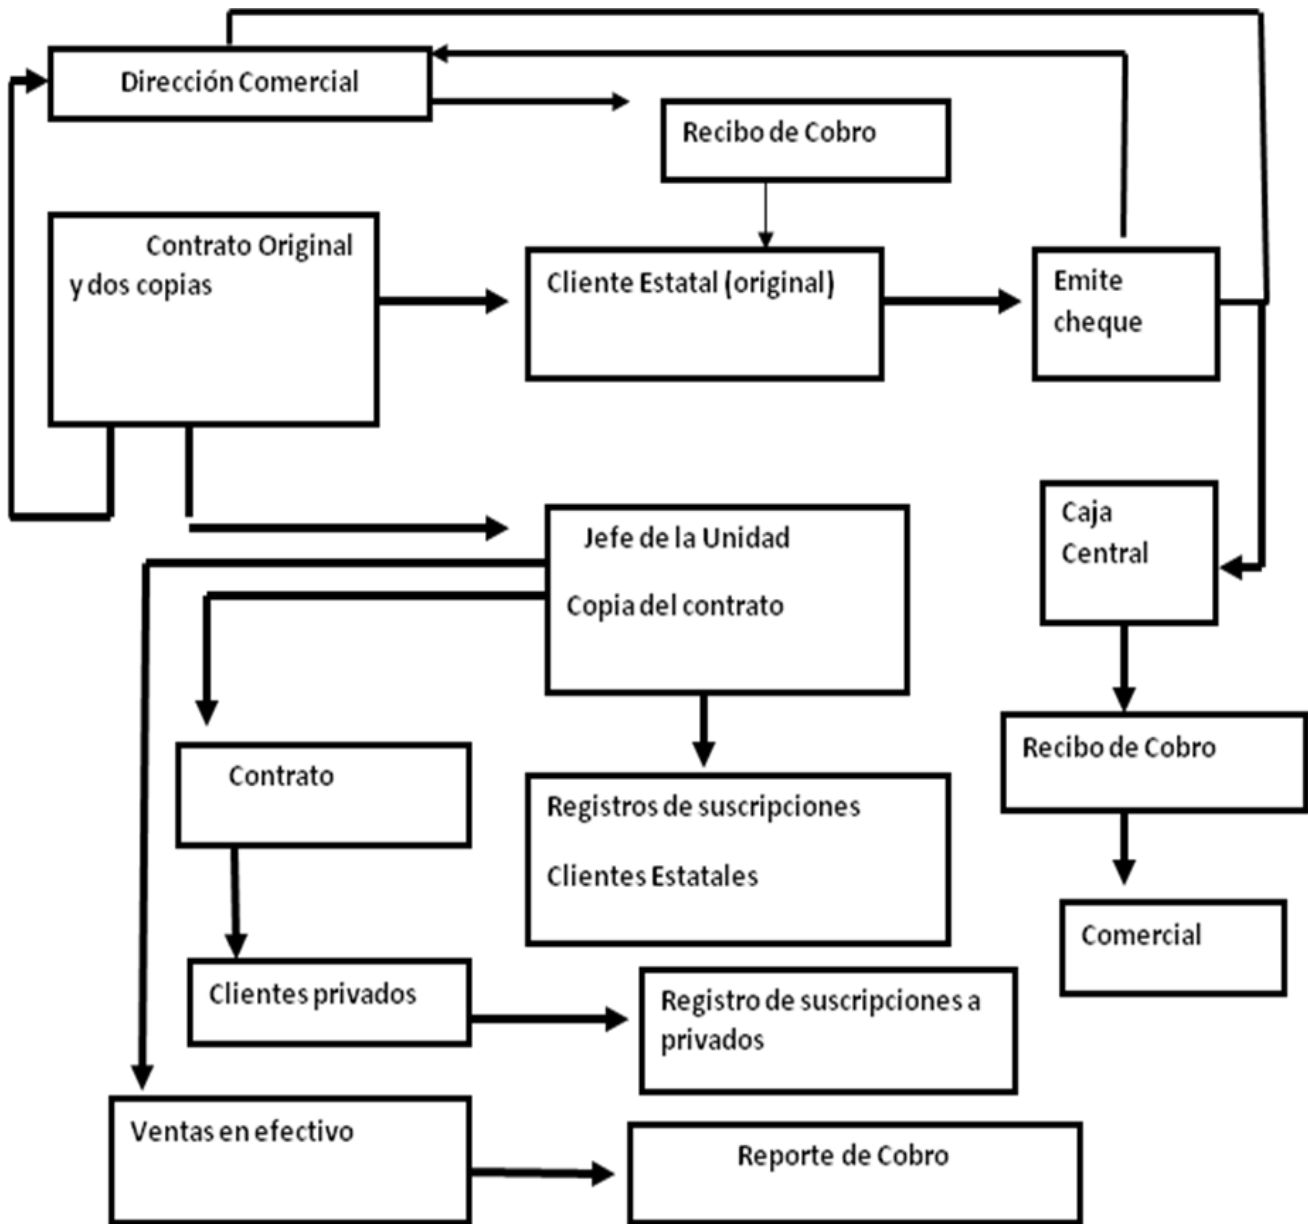 Dirección Comercial
Recibo de Cobro
Contrato Original
y dos copias
Cliente Estatal (original)
Emite
cheque
Jefe de la Unidad
Copia del contrato
Caja
Central
Contrato
Registros de suscripciones
Clientes Estatales
Recibo de Cobro
Comercial
Clientes privados
Registro de suscripciones a
privados
Ventas en efectivo
Reporte de Cobro